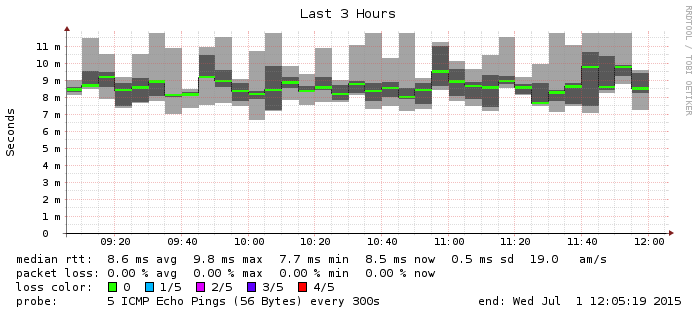 Last 3 Hours
RRDTOOL / TOBI OETIKER
Seconds
11 m
10 m
9 m
8 m
7 m
6 m
5 m
4 m
3 m
2 m
1 m
0
09:20 09:40 10:00 10:20 10:40 11:00 11:20 11:40 12:00
median rtt: 8.6 ms avg 9.8 ms max 7.7 ms min 8.5 ms now 0.5 ms sd 19.0 am/s
packet loss: 0.00 % avg 0.00 % max 0.00 % min 0.00 % now
loss color: 0 1/5 2/5 3/5 4/5
probe: 5 ICMP Echo Pings (56 Bytes) every 300s end: Wed Jul 1 12:05:19 2015